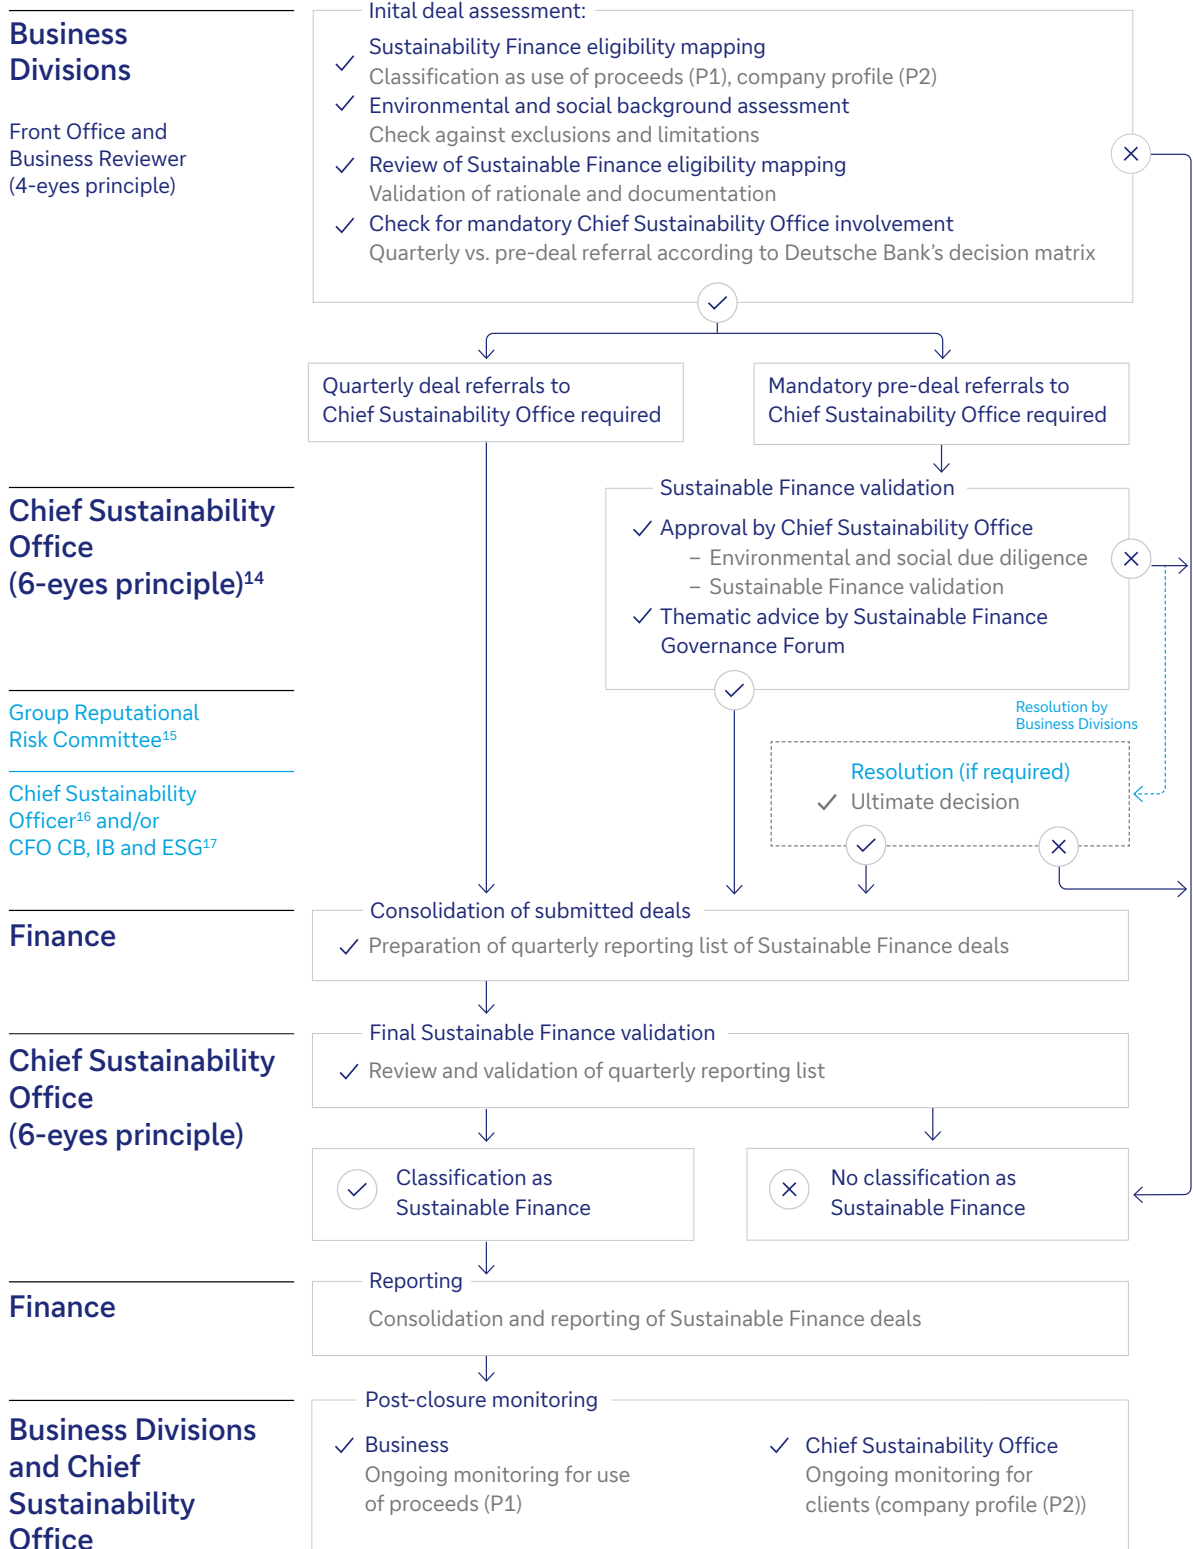 Business
Divisions
Front Office and
Business Reviewer
(4-eyes principle)
Inital deal assessment:
Sustainability Finance eligibility mapping
Classification as use of proceeds (P1), company profile (P2)
Environmental and social background assessment
Check against exclusions and limitations
Review of Sustainable Finance eligibility mapping
Validation of rationale and documentation
Check for mandatory Chief Sustainability Office involvement
Quarterly vs. pre-deal referral according to Deutsche Bank’s decision matrix
Quarterly deal referrals to
Chief Sustainability Office required
Mandatory pre-deal referrals to
Chief Sustainability Office required
Chief Sustainability
Office
(6-eyes principle)¹⁴
Sustainable Finance validation
Approval by Chief Sustainability Office
– Environmental and social due diligence
– Sustainable Finance validation
Thematic advice by Sustainable Finance
Governance Forum
Group Reputational
Risk Committee¹⁵
Chief Sustainability
Officer¹⁶ and/or
CFO CB, IB and ESG¹⁷
Resolution by
Business Divisions
Resolution (if required)
Ultimate decision
Finance
Consolidation of submitted deals
Preparation of quarterly reporting list of Sustainable Finance deals
Chief Sustainability
Office
(6-eyes principle)
Final Sustainable Finance validation
Review and validation of quarterly reporting list
Classification as
Sustainable Finance
No classification as
Sustainable Finance
Finance
Reporting
Consolidation and reporting of Sustainable Finance deals
Business Divisions
and Chief
Sustainability
Office
Post-closure monitoring
Business
Ongoing monitoring for use
of proceeds (P1)
Chief Sustainability Office
Ongoing monitoring for
clients (company profile (P2))